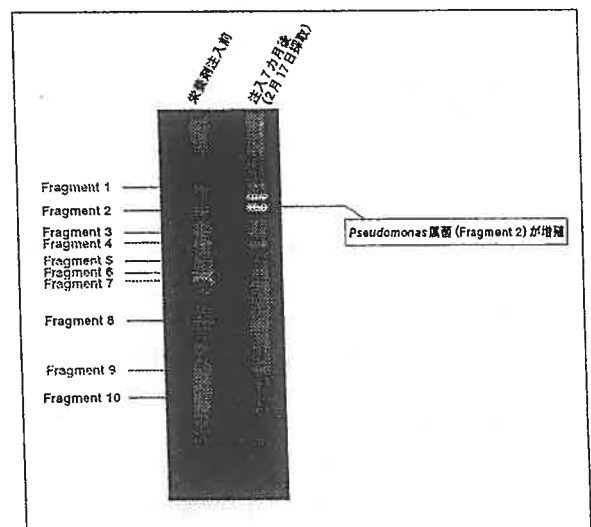 栄養剤注入前
注入7カ月後
(2月17日採取)
Fragment 1
Fragment 2
Fragment 3
Fragment 4
Fragment 5
Fragment 6
Fragment 7
Fragment 8
Fragment 9
Fragment 10
Pseudomonas属菌 (Fragment 2) が増殖